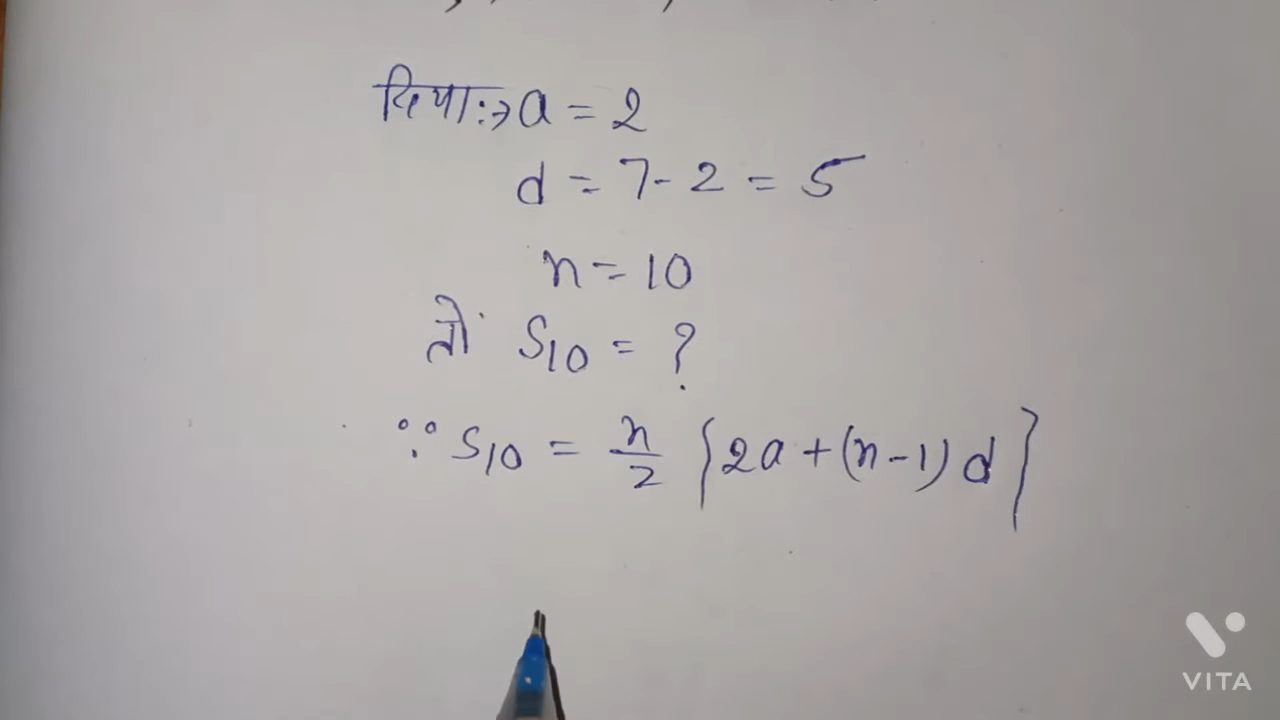 दिया:→ a = 2
d = 7 - 2 = 5
n = 10
तो S₁₀ = ?
∵ S₁₀ = n/2 {2a + (n-1) d}
VITA